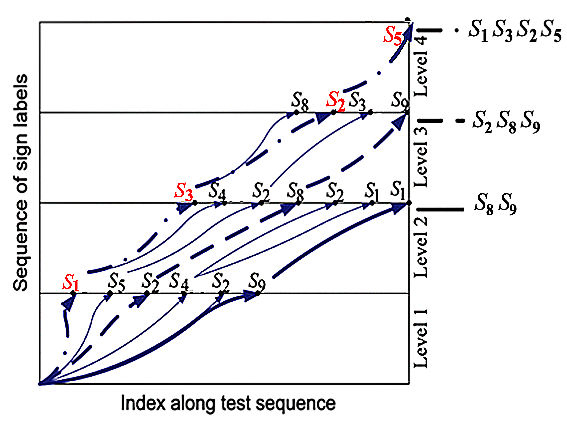 S5 Level 4 S1 S3 S2 S5
S8 S2 S3 S9 Level 3 S2 S8 S9
S3 S4 S2 S8 S2 S1 S1 Level 2 S8 S9
S1 S5 S2 S4 S2 S9 Level 1
Sequence of sign labels
Index along test sequence